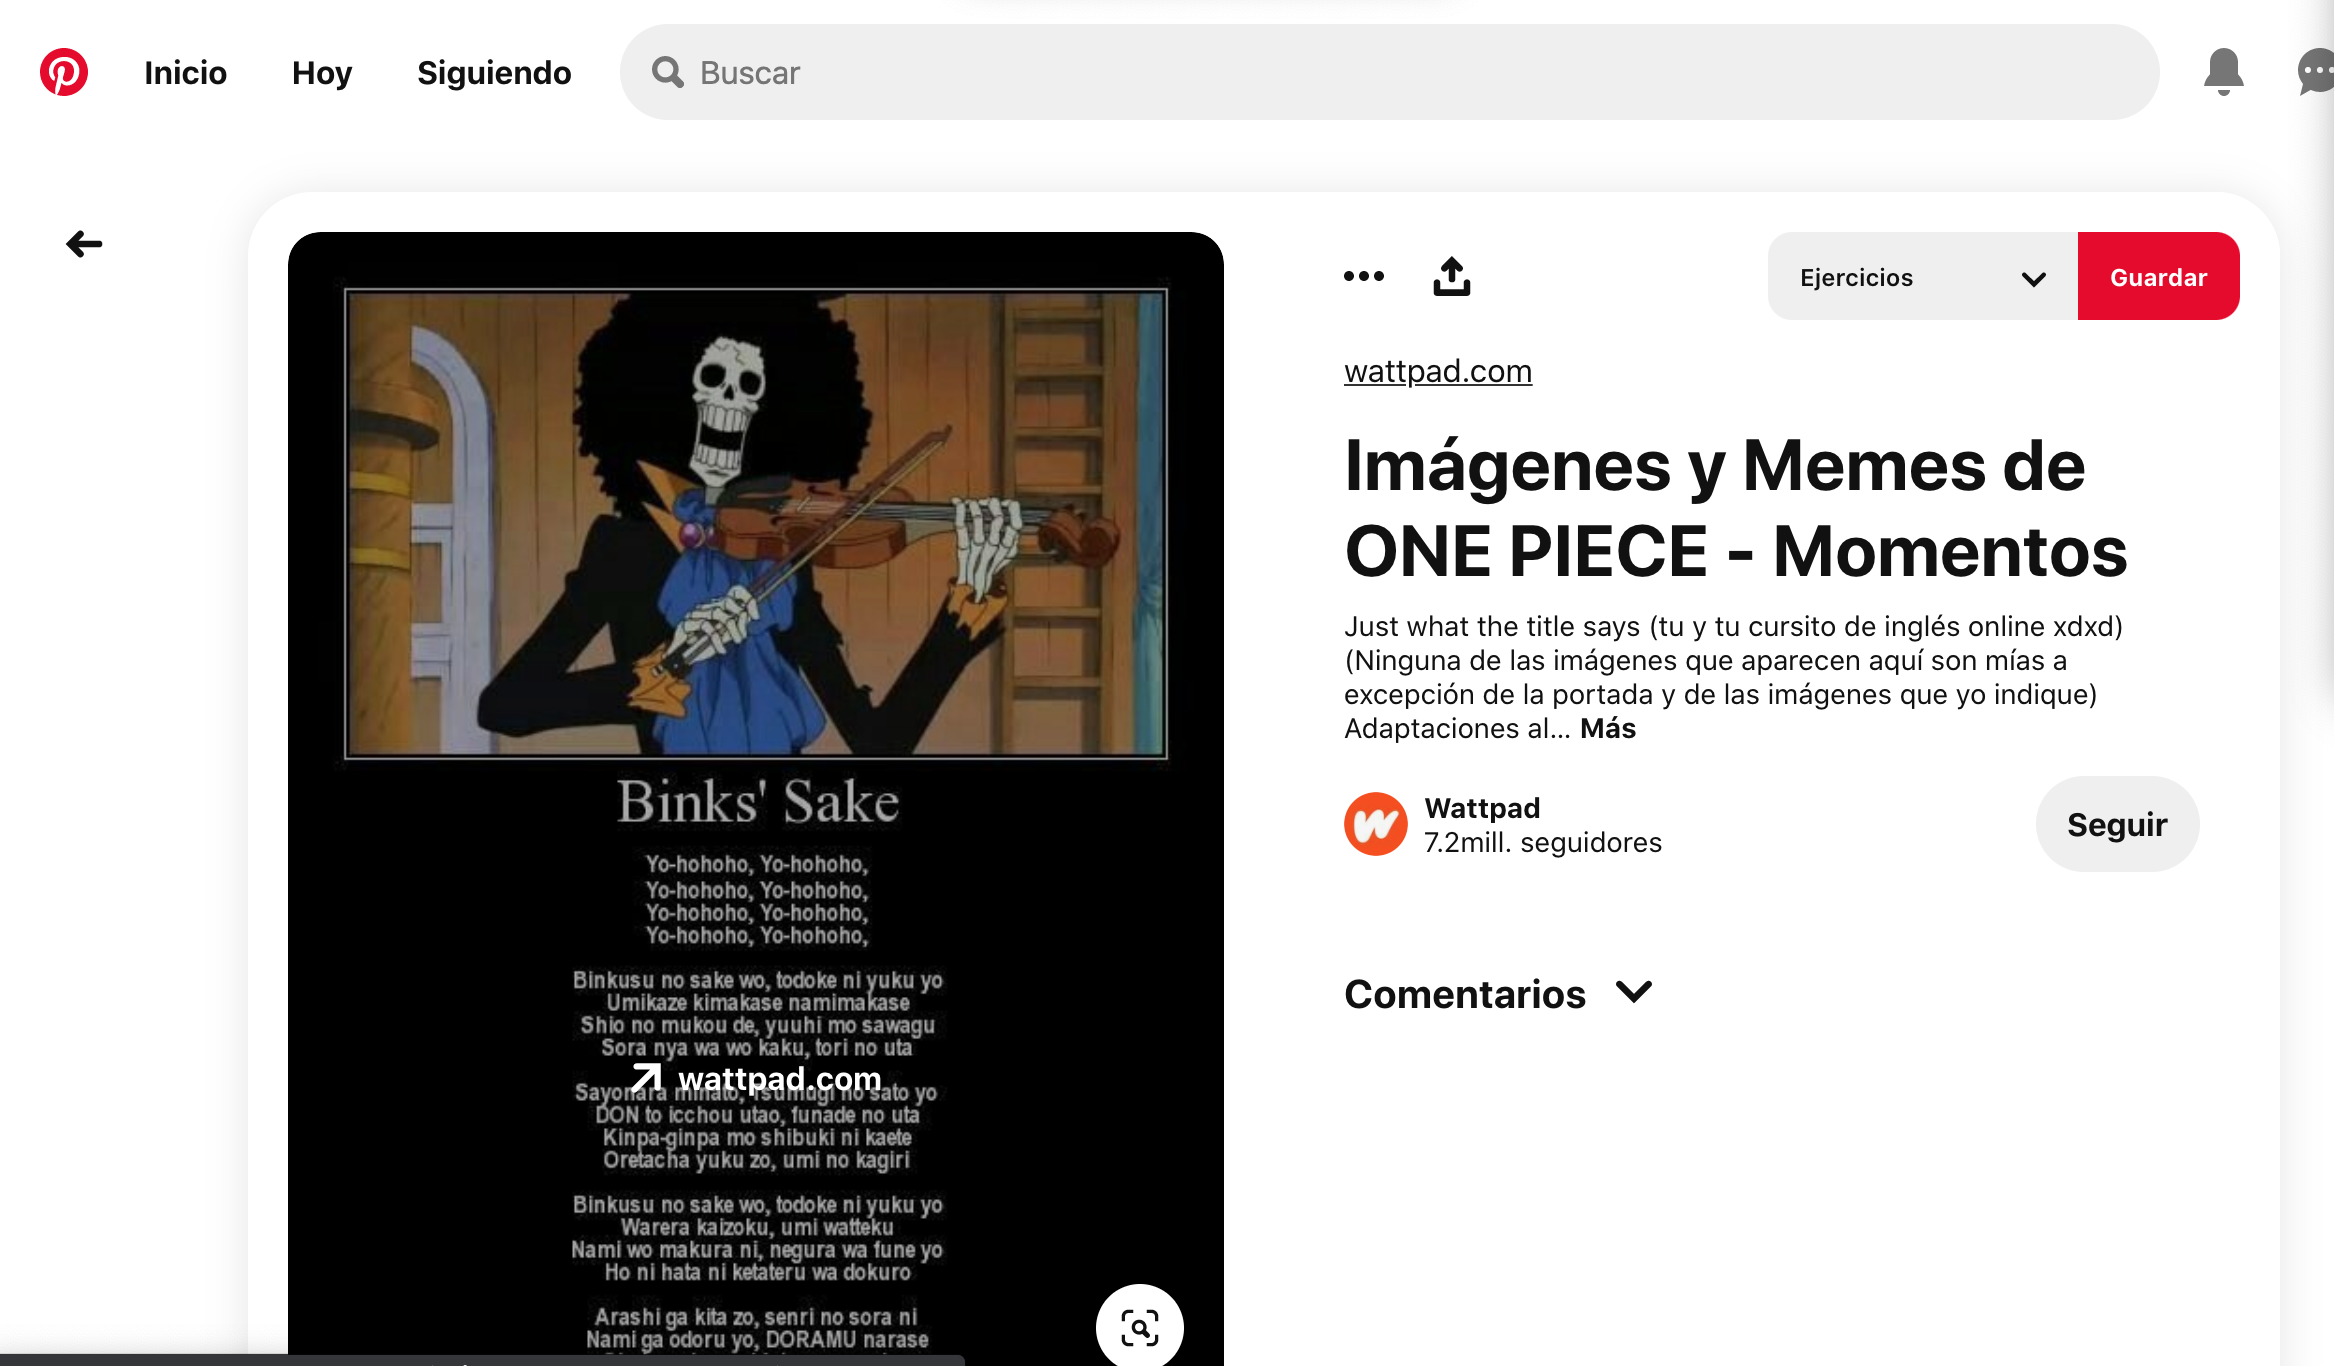 Inicio
Hoy
Siguiendo
Buscar
Ejercicios
Guardar
wattpad.com
Imágenes y Memes de
ONE PIECE - Momentos
Just what the title says (tu y tu cursito de inglés online xdxd)
(Ninguna de las imágenes que aparecen aquí son mías a
excepción de la portada y de las imágenes que yo indique)
Adaptaciones al... Más
Wattpad
7.2mill. seguidores
Seguir
Comentarios
Binks' Sake
Yo-hohoho, Yo-hohoho,
Yo-hohoho, Yo-hohoho,
Yo-hohoho, Yo-hohoho,
Yo-hohoho, Yo-hohoho,
Binkusu no sake wo, todoke ni yuku yo
Umikaze kimakase namimakase
Shio no mukou de, yuuhi mo sawagu
Sora nya wa wo kaku, tori no uta
wattpad.com
Sayonara minato, Tsumugi no sato yo
DON to icchou utao, funade no uta
Kinpa-ginpa mo shibuki ni kaete
Oretacha yuku zo, umi no kagiri
Binkusu no sake wo, todoke ni yuku yo
Warera kaizoku, umi watteku
Nami wo makura ni, negura wa fune yo
Ho ni hata ni ketateru wa dokuro
Arashi ga kita zo, senri no sora ni
Nami ga odoru yo, DORAMU narase